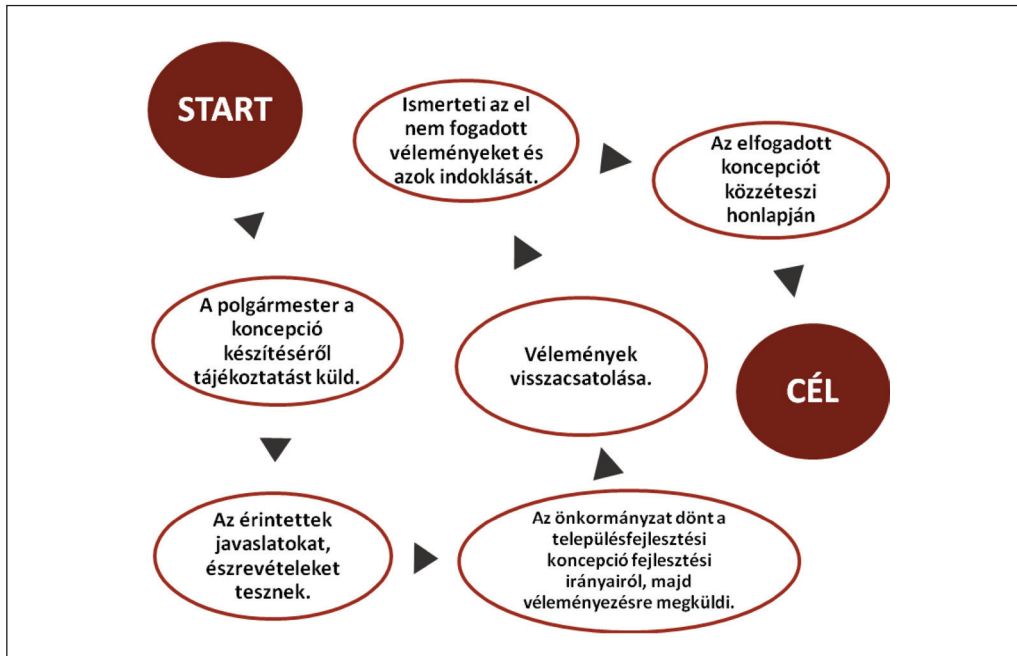 START
A polgármester a
koncepció
készítéséről
tájékoztatást küld.
Az érintettek
javaslatokat,
észrevételeket
tesznek.
Az önkormányzat dönt a
településfejlesztési
koncepció fejlesztési
irányairól, majd
véleményezésre megküldi.
Vélemények
visszacsatolása.
Ismerteti az el
nem fogadott
véleményeket és
azok indoklását.
Az elfogadott
koncepciót
közzéteszi
honlapján
CÉL